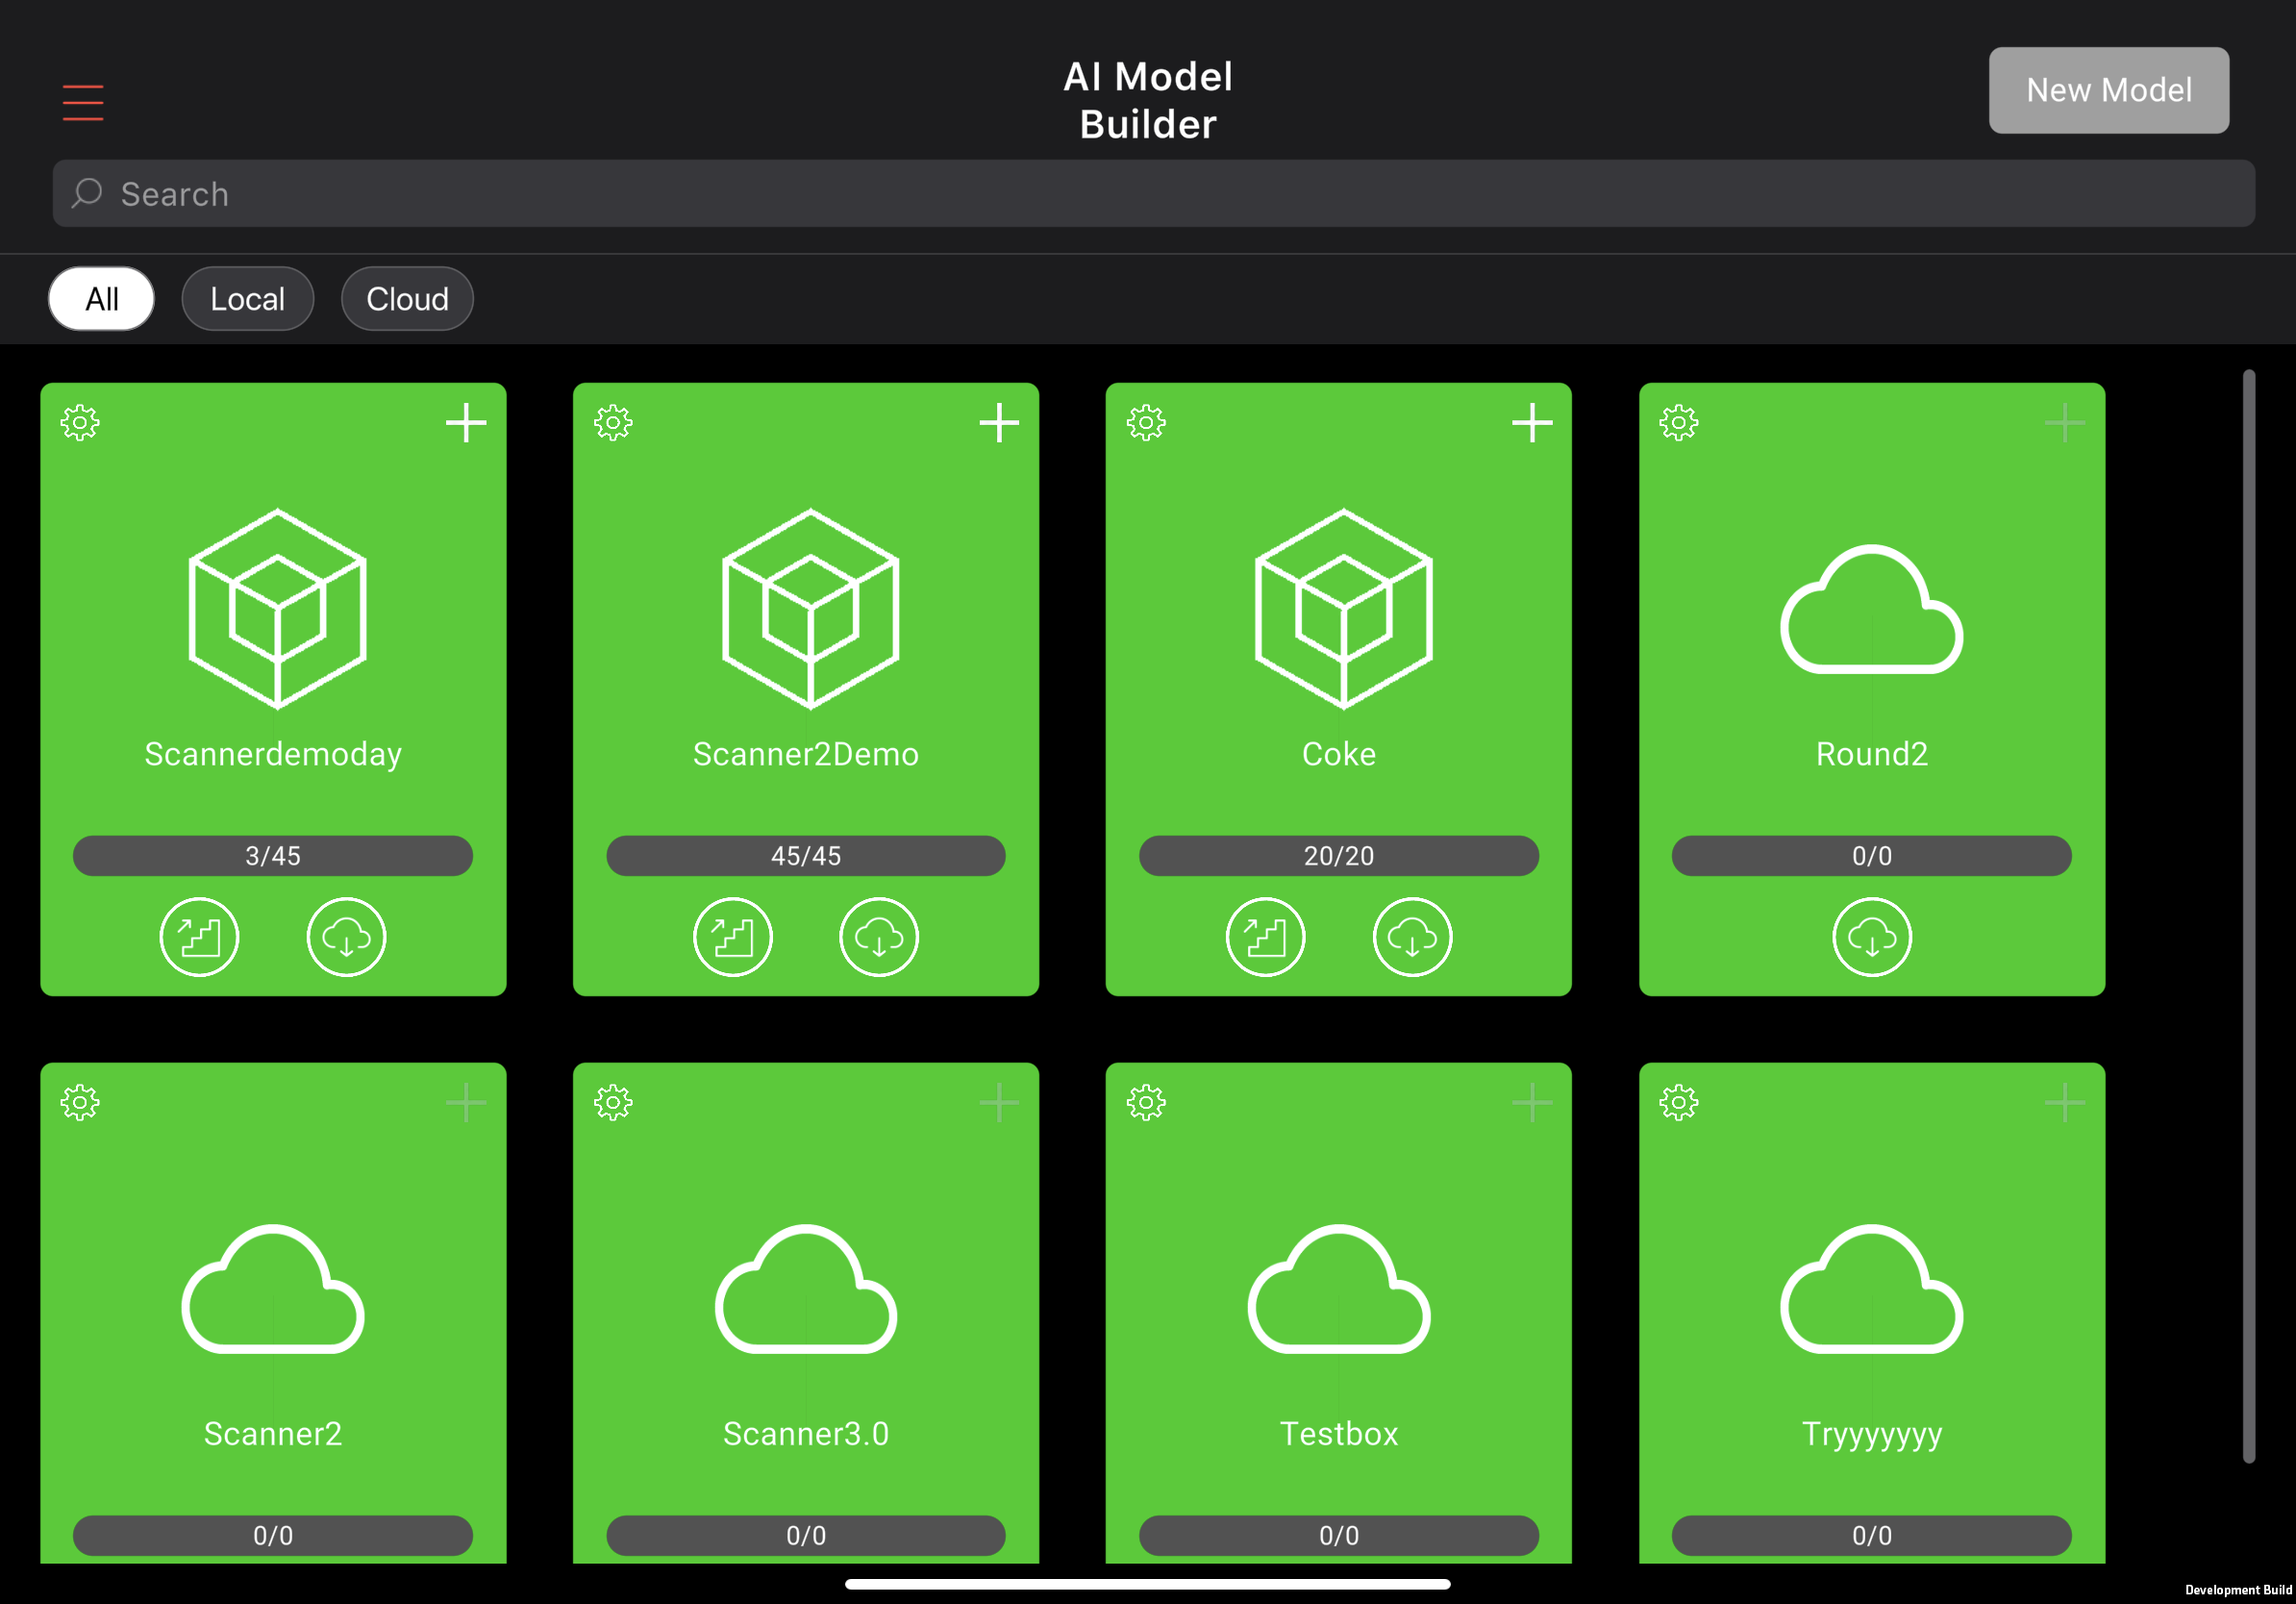 AI Model
Builder
New Model
Search
All
Local
Cloud
Scannerdemoday
Scanner2Demo
Coke
Round2
3/45
45/45
20/20
0/0
Scanner2
Scanner3.0
Testbox
Tryyyyyyy
0/0
0/0
0/0
0/0
Development Build